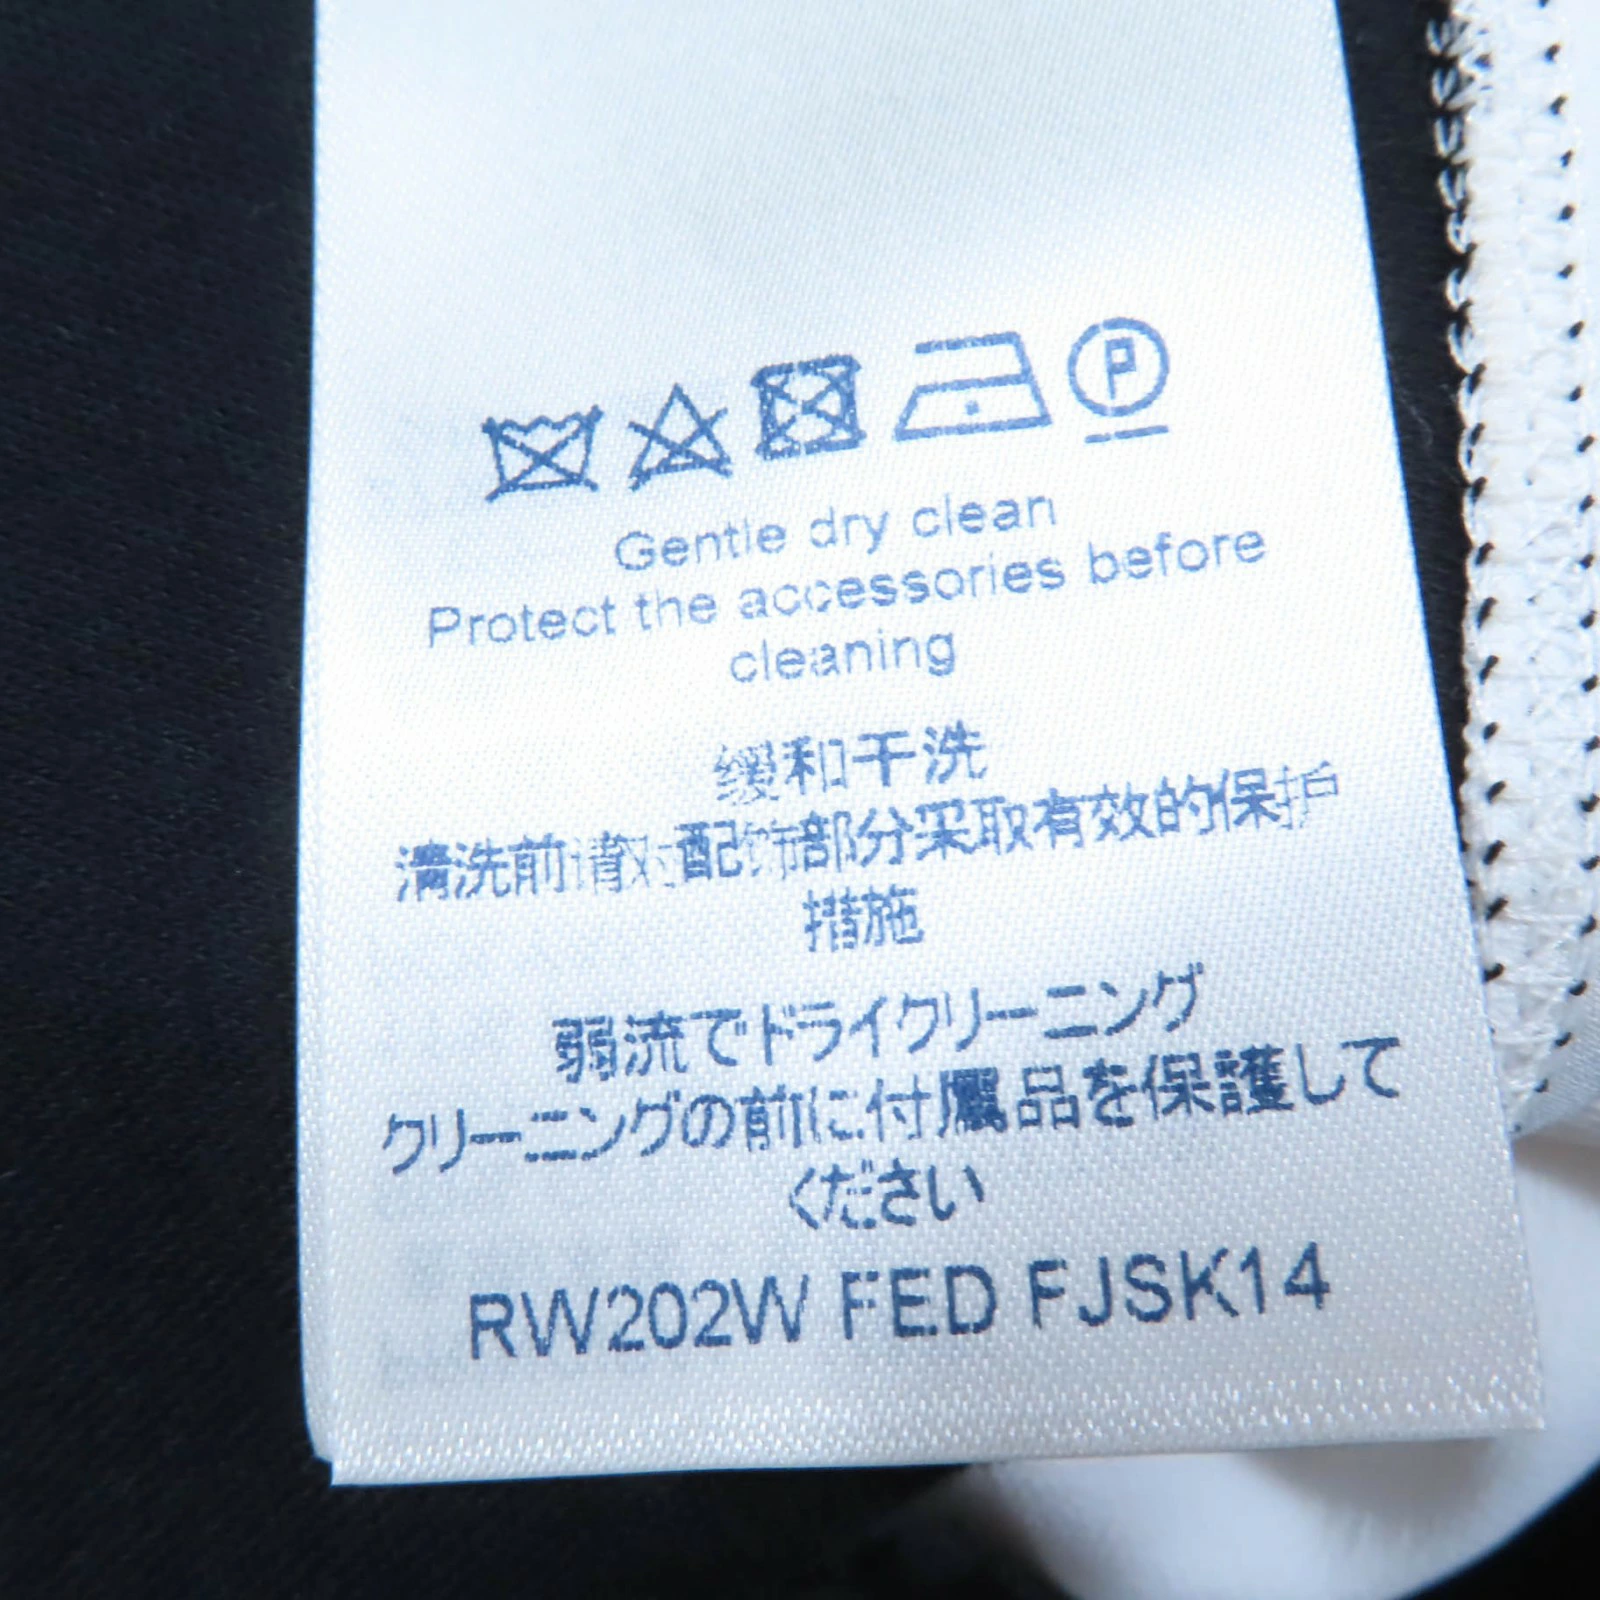 P
Gentle dry clean
Protect the accessories before
cleaning
缓和干洗
清洗前请对配饰部分采取有效的保护
措施
弱流でドライクリーニング
クリーニングの前に付属品を保護して
ください
RW202W FED FJSK14